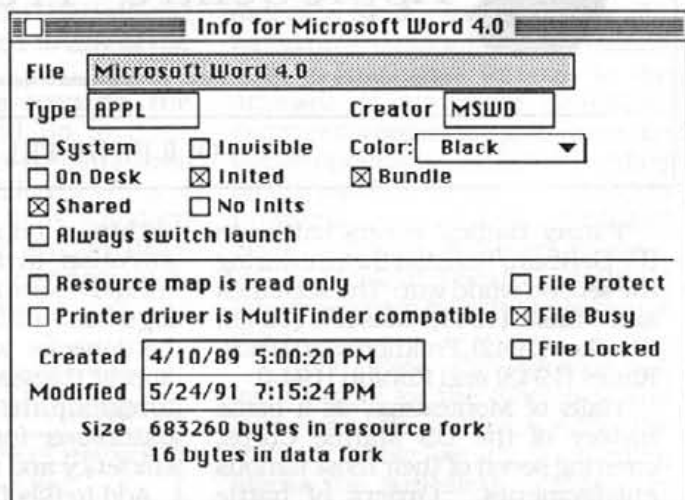 Info for Microsoft Word 4.0
File Microsoft Word 4.0
Type APPL Creator MSWD
System Invisible Color: Black
On Desk Inited Bundle
Shared No Inits
Always switch launch
Resource map is read only File Protect
Printer driver is MultiFinder compatible File Busy
File Locked
Created 4/10/89 5:00:20 PM
Modified 5/24/91 7:15:24 PM
Size 683260 bytes in resource fork
16 bytes in data fork